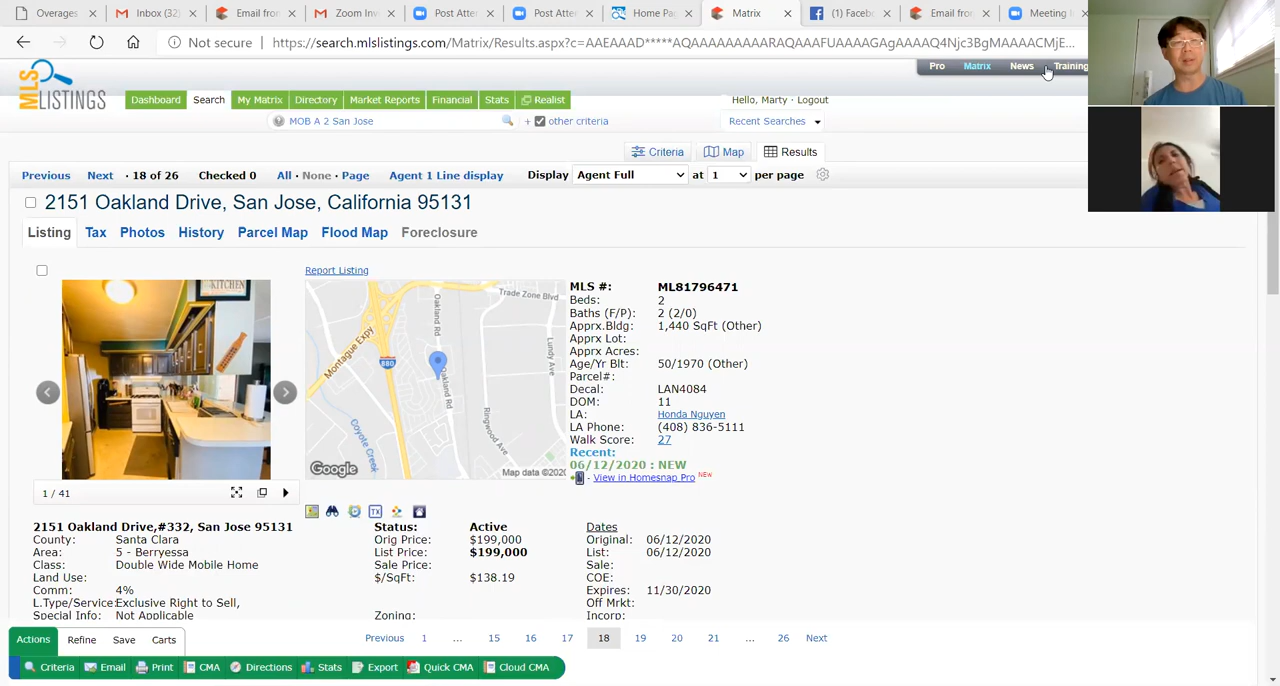 Overages
Inbox (32)
Email from
Zoom Inv
Post Atte
Post Atte
Home Pag
Matrix
(1) Faceb
Email from
Meeting I
Not secure
https://search.mlslistings.com/Matrix/Results.aspx?c=AAEAAAD*****AQAAAAAAAAARAQAAAFUAAAAGAgAAAAQ4Njc3BgMAAAACMjE...
Pro Matrix News Training
MLS LISTINGS
Dashboard Search My Matrix Directory Market Reports Financial Stats Realist
Hello, Marty · Logout
MOB A 2 San Jose
+ other criteria
Recent Searches
Criteria Map Results
Previous Next · 18 of 26 Checked 0 All · None · Page Agent 1 Line display Display Agent Full at 1 per page
2151 Oakland Drive, San Jose, California 95131
Listing Tax Photos History Parcel Map Flood Map Foreclosure
Report Listing
KITCHEN
Trade Zone Blvd
Oakland Rd
Montague Expy
880
Lundy Ave
Oakland Rd
Ringwood Ave
Coyote Creek
Google
Map data ©2020
1 / 41
MLS #: ML81796471
Beds: 2
Baths (F/P): 2 (2/0)
Apprx.Bldg: 1,440 SqFt (Other)
Apprx Lot:
Apprx Acres:
Age/Yr Blt: 50/1970 (Other)
Parcel#:
Decal: LAN4084
DOM: 11
LA: Honda Nguyen
LA Phone: (408) 836-5111
Walk Score: 27
Recent:
06/12/2020 : NEW
- View in Homesnap Pro NEW
TX
2151 Oakland Drive,#332, San Jose 95131
County: Santa Clara
Area: 5 - Berryessa
Class: Double Wide Mobile Home
Land Use:
Comm: 4%
L.Type/Service: Exclusive Right to Sell,
Special Info: Not Applicable
Status: Active
Orig Price: $199,000
List Price: $199,000
Sale Price:
$/SqFt: $138.19
Zoning:
Dates
Original: 06/12/2020
List: 06/12/2020
Sale:
COE:
Expires: 11/30/2020
Off Mrkt:
Incorp:
Previous 1 ... 15 16 17 18 19 20 21 ... 26 Next
Actions Refine Save Carts
Criteria Email Print CMA Directions Stats Export Quick CMA Cloud CMA